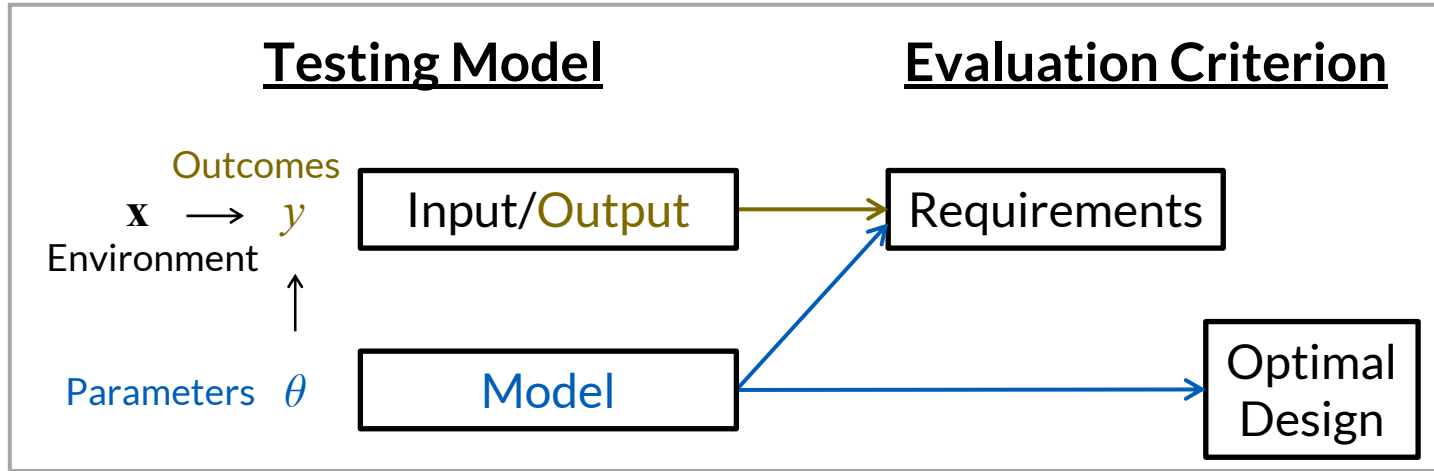 Testing Model
Evaluation Criterion
Outcomes
x → y
Input/Output
Requirements
Environment
↑
Parameters θ
Model
Optimal
Design